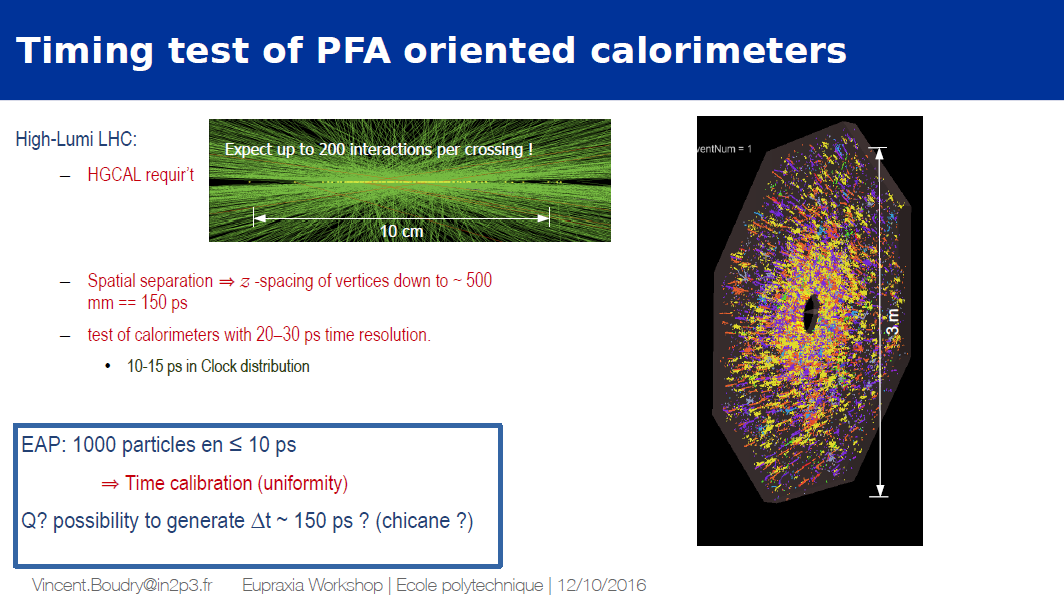 Timing test of PFA oriented calorimeters
High-Lumi LHC:
– HGCAL requir't
Expect up to 200 interactions per crossing !
10 cm
– Spatial separation ⇒ z -spacing of vertices down to ~ 500
mm == 150 ps
– test of calorimeters with 20–30 ps time resolution.
• 10-15 ps in Clock distribution
EAP: 1000 particles en ≤ 10 ps
⇒ Time calibration (uniformity)
Q? possibility to generate Δt ~ 150 ps ? (chicane ?)
ventNum = 1
3 m
Vincent.Boudry@in2p3.fr Eupraxia Workshop | Ecole polytechnique | 12/10/2016